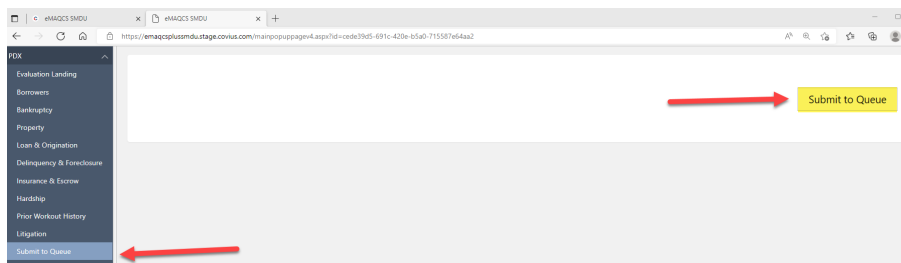 eMAQCS SMDU
eMAQCS SMDU
https://emaqcsplussmdu.stage.covius.com/mainpopuppagev4.aspx?id=cede39d5-691c-420e-b5a0-715587e64aa2
PDX
Evaluation Landing
Borrowers
Bankruptcy
Property
Loan & Origination
Delinquency & Foreclosure
Insurance & Escrow
Hardship
Prior Workout History
Litigation
Submit to Queue
Submit to Queue